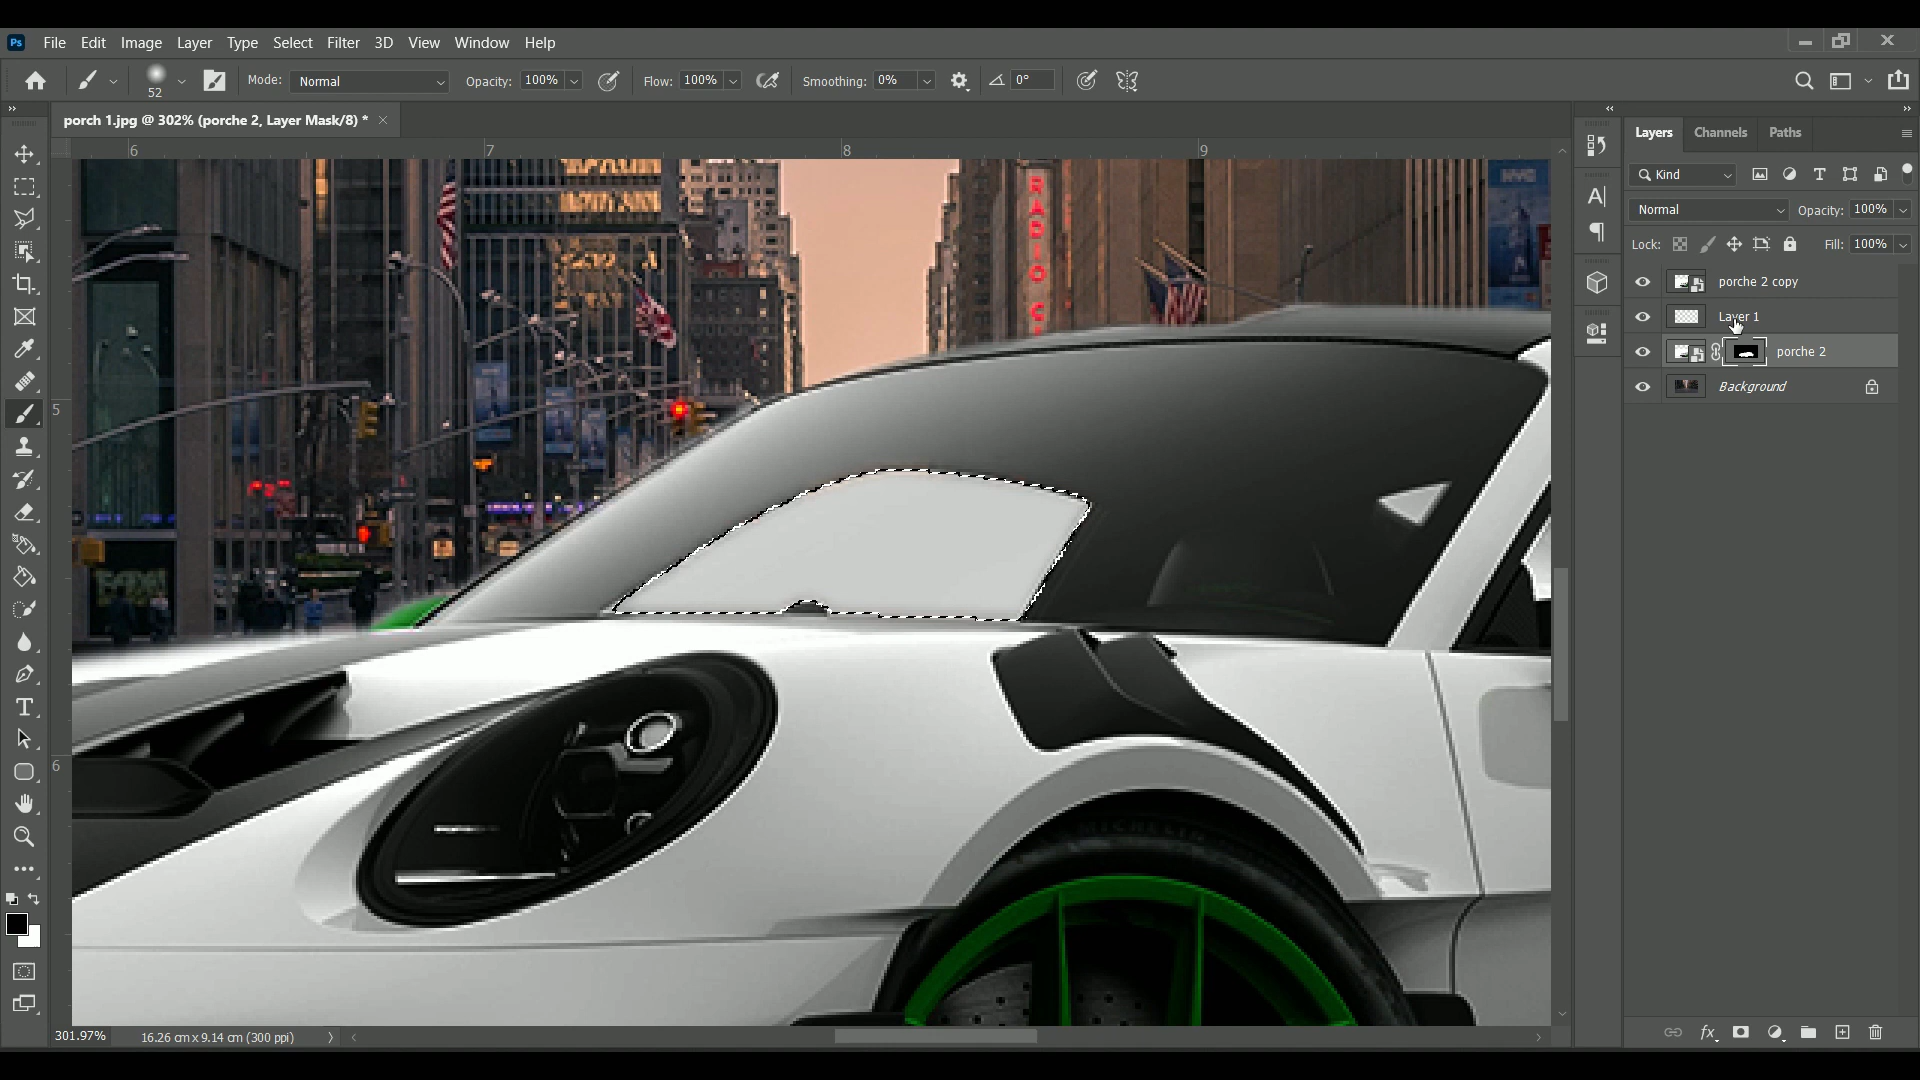 Ps File Edit Image Layer Type Select Filter 3D View Window Help
52 Mode: Normal Opacity: 100% Flow: 100% Smoothing: 0% 0°
porch 1.jpg @ 302% (porche 2, Layer Mask/8) *
6 7 8 9
5
6
RADIO C
NYC
MICHELIN
301.97% 16.26 cm x 9.14 cm (300 ppi)
Layers Channels Paths
Kind
Normal Opacity: 100%
Lock: Fill: 100%
porche 2 copy
Layer 1
porche 2
Background